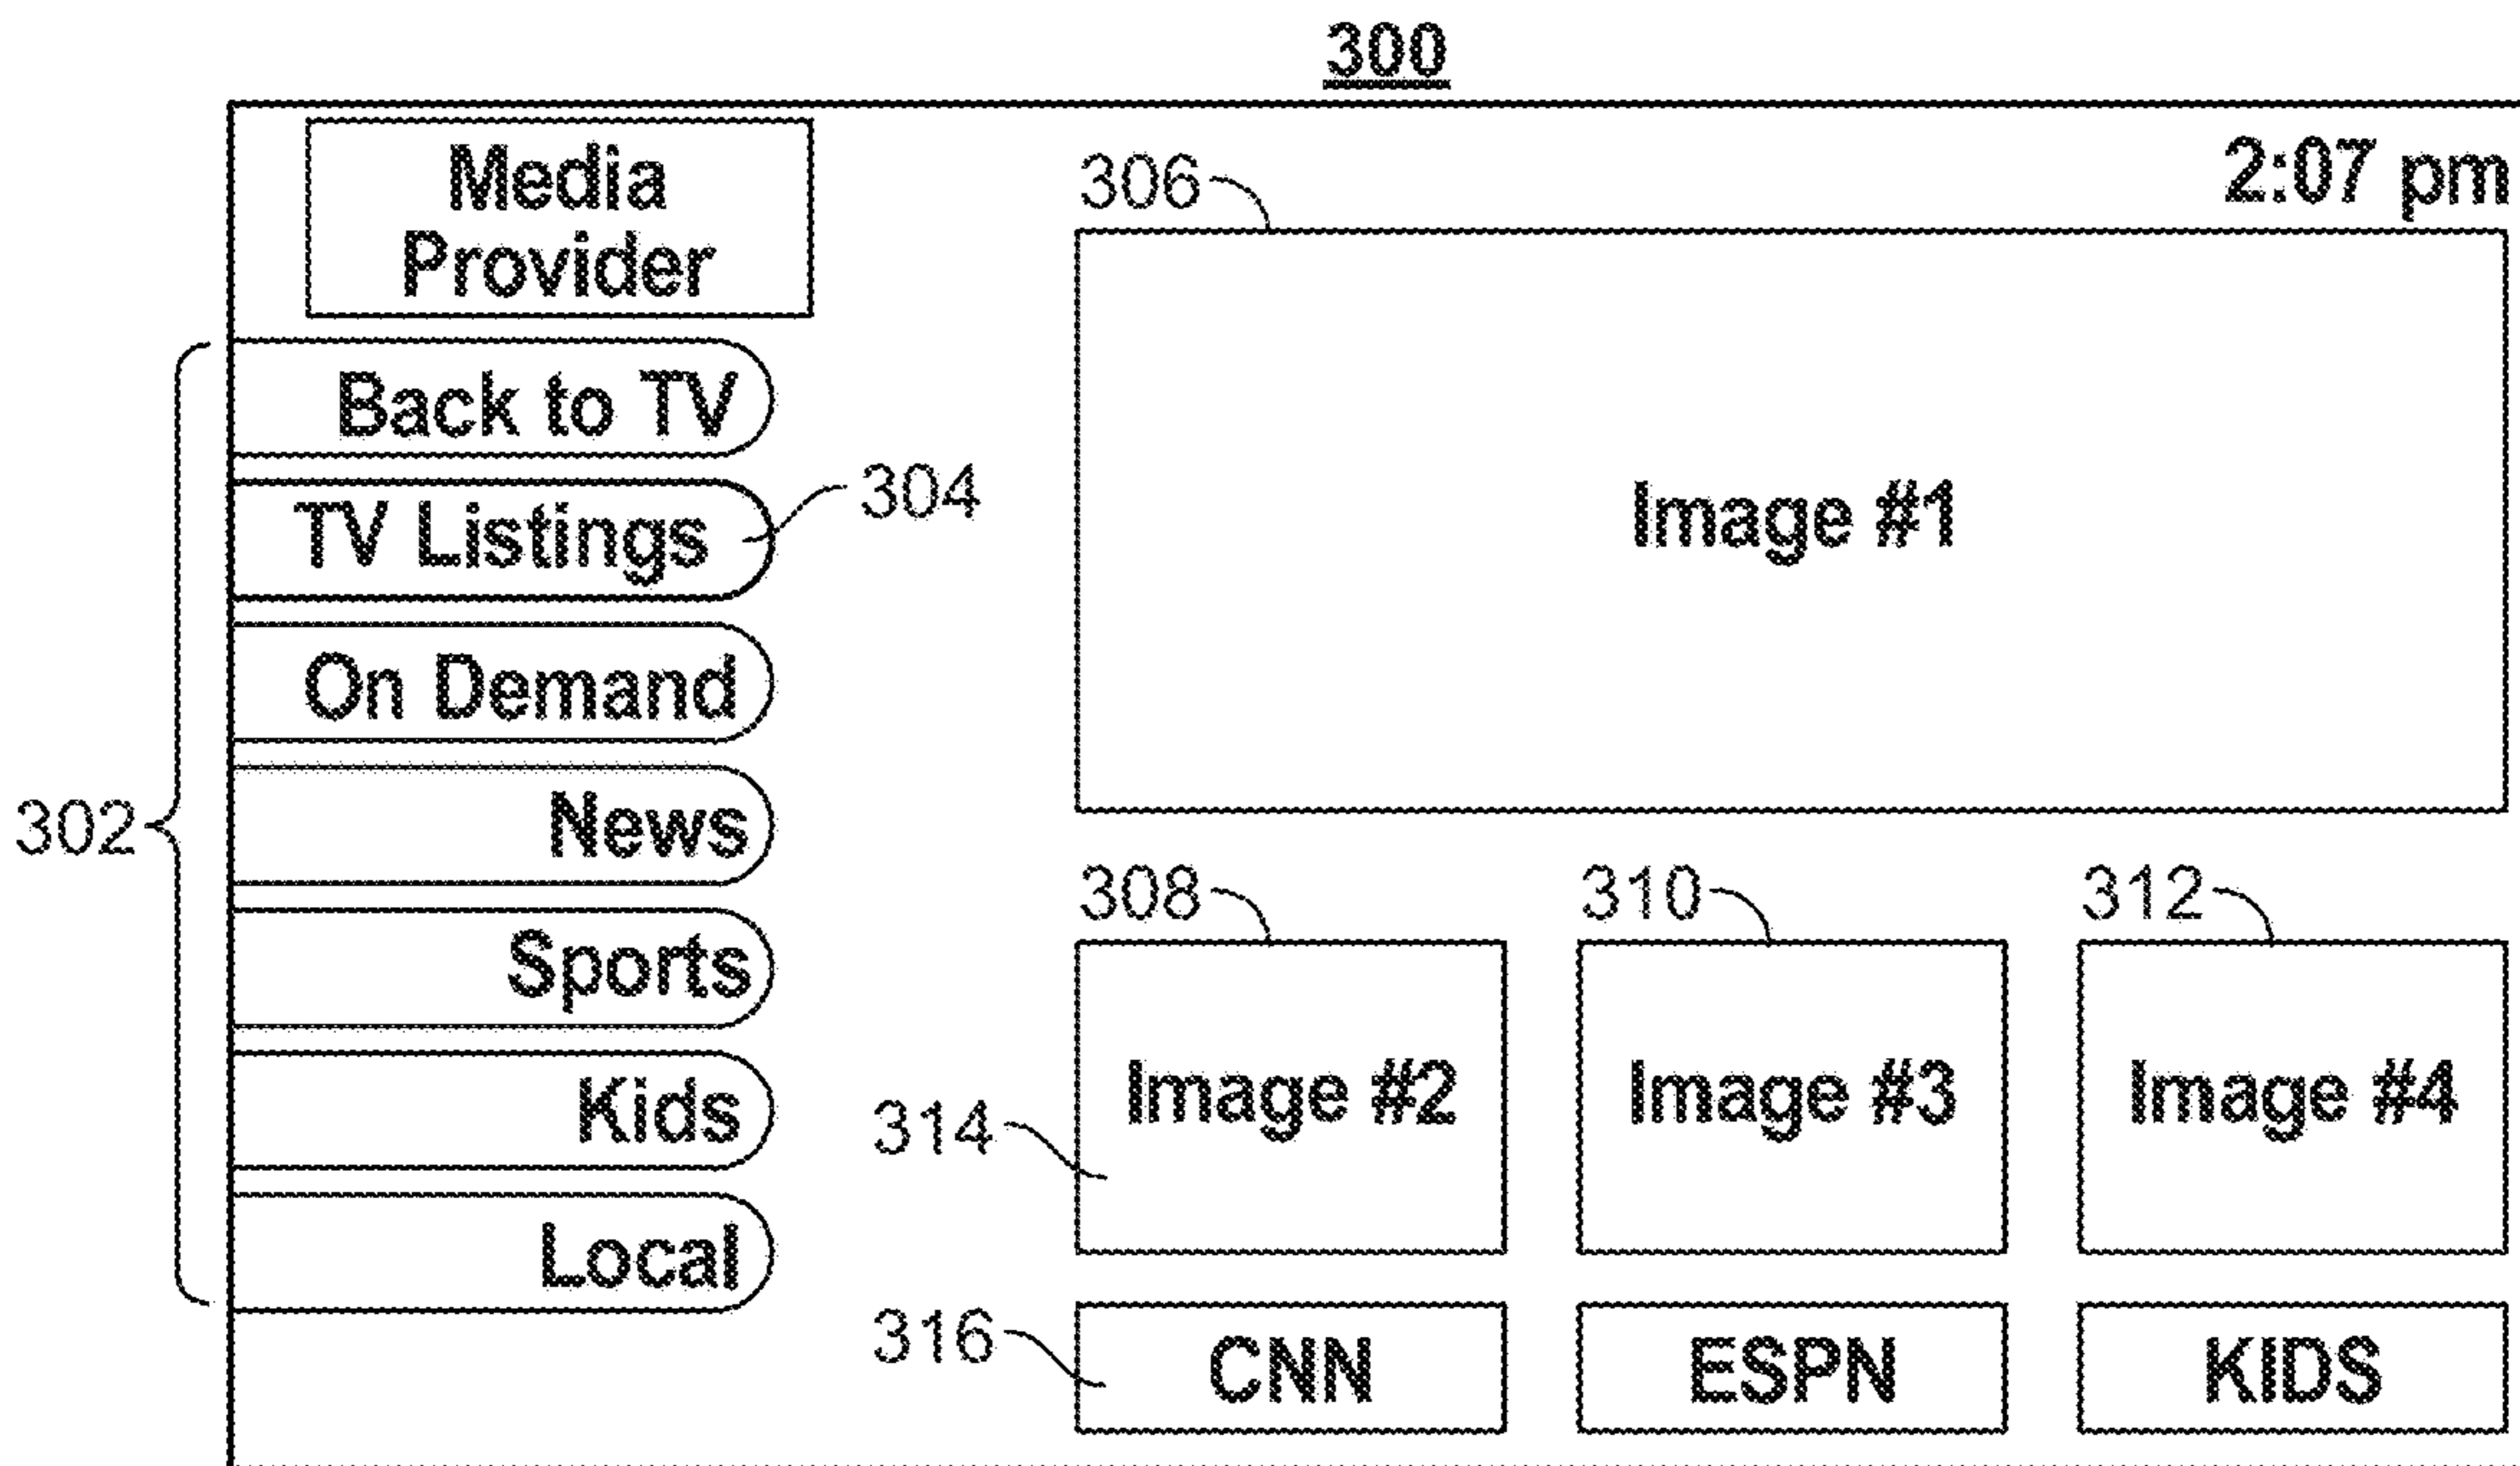 300
Media
Provider
2:07 pm
306
Back to TV
TV Listings
304
Image #1
On Demand
302
News
308
310
312
Sports
Image #2
Image #3
Image #4
Kids
314
Local
316
CNN
ESPN
KIDS